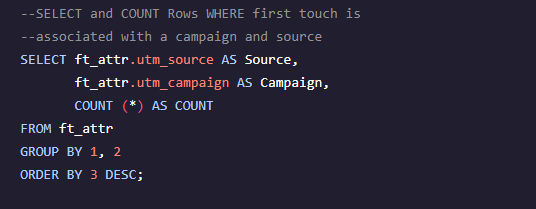 --SELECT and COUNT Rows WHERE first touch is
--associated with a campaign and source
SELECT ft_attr.utm_source AS Source,
       ft_attr.utm_campaign AS Campaign,
       COUNT (*) AS COUNT
FROM ft_attr
GROUP BY 1, 2
ORDER BY 3 DESC;